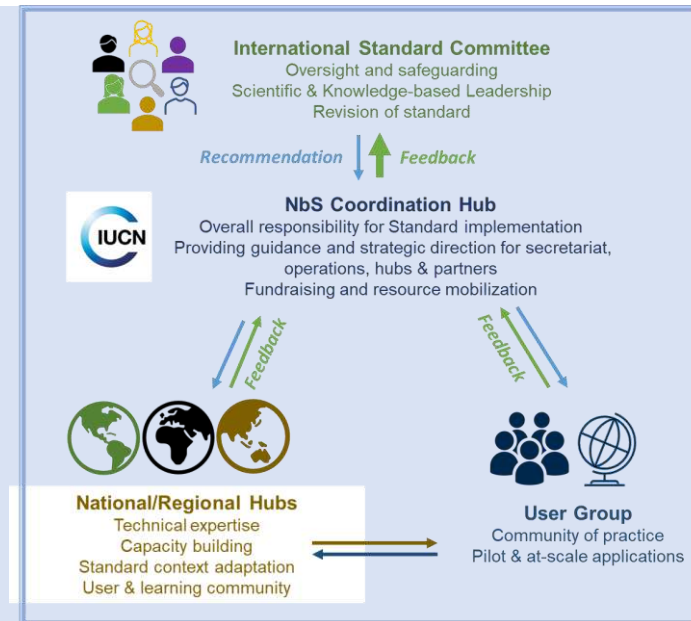 International Standard Committee
Oversight and safeguarding
Scientific & Knowledge-based Leadership
Revision of standard
Recommendation
Feedback
NbS Coordination Hub
IUCN
Overall responsibility for Standard implementation
Providing guidance and strategic direction for secretariat,
operations, hubs & partners
Fundraising and resource mobilization
Feedback
Feedback
National/Regional Hubs
Technical expertise
Capacity building
Standard context adaptation
User & learning community
User Group
Community of practice
Pilot & at-scale applications